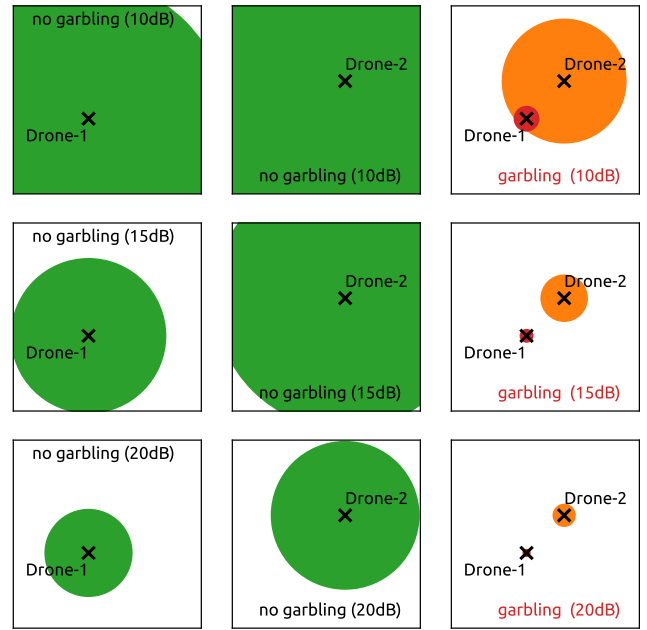 no garbling (10dB)
Drone-1
Drone-2
no garbling (10dB)
Drone-2
Drone-1
garbling (10dB)
no garbling (15dB)
Drone-1
Drone-2
no garbling (15dB)
Drone-2
Drone-1
garbling (15dB)
no garbling (20dB)
Drone-1
Drone-2
no garbling (20dB)
Drone-2
Drone-1
garbling (20dB)